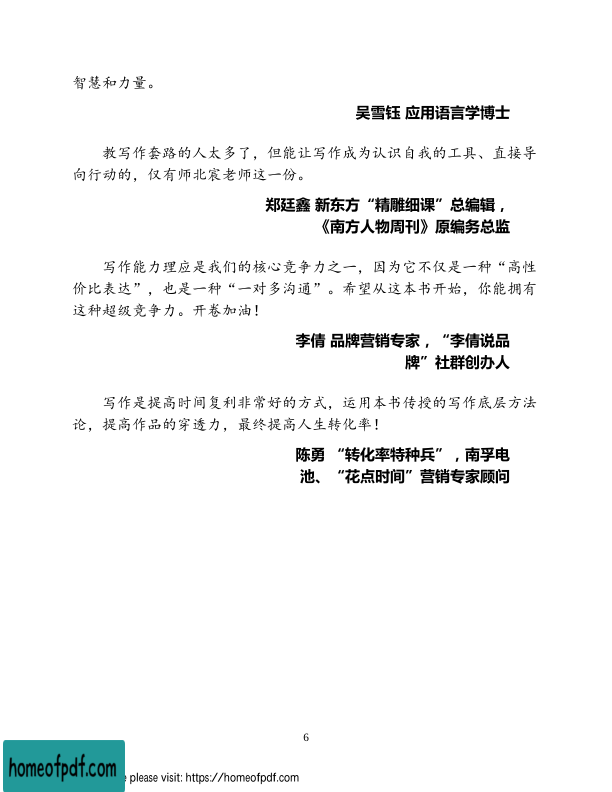 智慧和力量。
吴雪钰 应用语言学博士
教写作套路的人太多了，但能让写作成为认识自我的工具、直接导
向行动的，仅有师北宸老师这一份。
郑廷鑫 新东方“精雕细课”总编辑，
《南方人物周刊》原编务总监
写作能力理应是我们的核心竞争力之一，因为它不仅是一种“高性
价比表达”，也是一种“一对多沟通”。希望从这本书开始，你能拥有
这种超级竞争力。开卷加油！
李倩 品牌营销专家，“李倩说品
牌”社群创办人
写作是提高时间复利非常好的方式，运用本书传授的写作底层方法
论，提高作品的穿透力，最终提高人生转化率！
陈勇 “转化率特种兵”，南孚电
池、“花点时间”营销专家顾问
6
homeofpdf.com
e please visit: https://homeofpdf.com